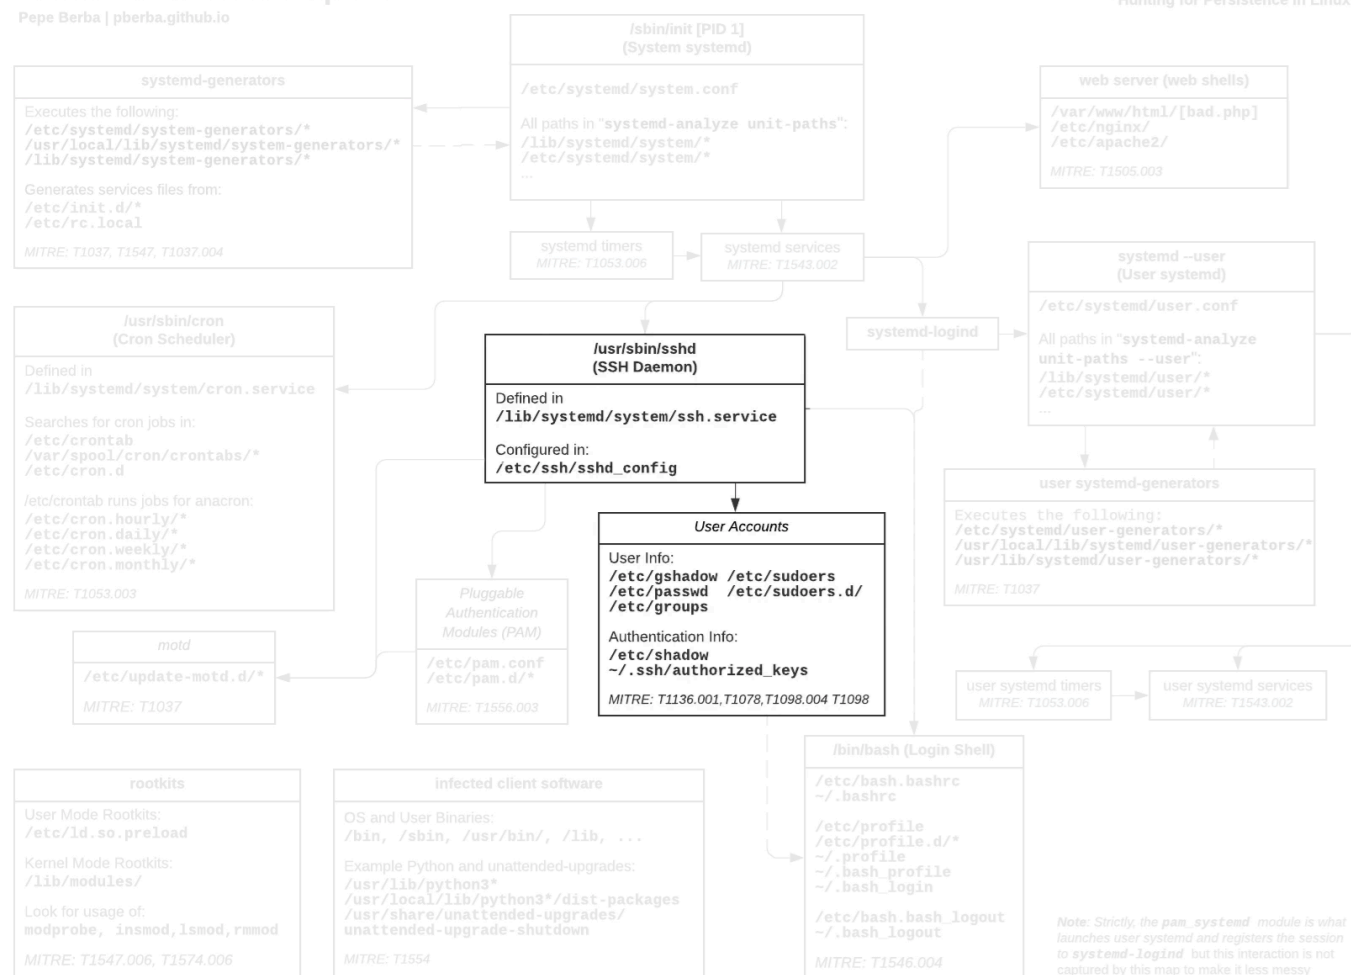 Pepe Berba | pberba.github.io
Hunting for Persistence in Linux
/sbin/init [PID 1]
(System systemd)
/etc/systemd/system.conf
All paths in "systemd-analyze unit-paths":
/lib/systemd/system/*
/etc/systemd/system/*
...
systemd-generators
Executes the following:
/etc/systemd/system-generators/*
/usr/local/lib/systemd/system-generators/*
/lib/systemd/system-generators/*
Generates services files from:
/etc/init.d/*
/etc/rc.local
MITRE: T1037, T1547, T1037.004
web server (web shells)
/var/www/html/[bad.php]
/etc/nginx/
/etc/apache2/
MITRE: T1505.003
systemd timers
MITRE: T1053.006
systemd services
MITRE: T1543.002
systemd-logind
systemd --user
(User systemd)
/etc/systemd/user.conf
All paths in "systemd-analyze
unit-paths --user":
/lib/systemd/user/*
/etc/systemd/user/*
...
/usr/sbin/cron
(Cron Scheduler)
Defined in
/lib/systemd/system/cron.service
Searches for cron jobs in:
/etc/crontab
/var/spool/cron/crontabs/*
/etc/cron.d
/etc/crontab runs jobs for anacron:
/etc/cron.hourly/*
/etc/cron.daily/*
/etc/cron.weekly/*
/etc/cron.monthly/*
MITRE: T1053.003
/usr/sbin/sshd
(SSH Daemon)
Defined in
/lib/systemd/system/ssh.service
Configured in:
/etc/ssh/sshd_config
User Accounts
User Info:
/etc/gshadow /etc/sudoers
/etc/passwd /etc/sudoers.d/
/etc/groups
Authentication Info:
/etc/shadow
~/.ssh/authorized_keys
MITRE: T1136.001,T1078,T1098.004 T1098
user systemd-generators
Executes the following:
/etc/systemd/user-generators/*
/usr/local/lib/systemd/user-generators/*
/usr/lib/systemd/user-generators/*
MITRE: T1037
Pluggable
Authentication
Modules (PAM)
/etc/pam.conf
/etc/pam.d/*
MITRE: T1556.003
motd
/etc/update-motd.d/*
MITRE: T1037
user systemd timers
MITRE: T1053.006
user systemd services
MITRE: T1543.002
/bin/bash (Login Shell)
/etc/bash.bashrc
~/.bashrc
/etc/profile
/etc/profile.d/*
~/.profile
~/.bash_profile
~/.bash_login
/etc/bash.bash_logout
~/.bash_logout
MITRE: T1546.004
rootkits
User Mode Rootkits:
/etc/ld.so.preload
Kernel Mode Rootkits:
/lib/modules/
Look for usage of:
modprobe, insmod,lsmod,rmmod
MITRE: T1547.006, T1574.006
infected client software
OS and User Binaries:
/bin, /sbin, /usr/bin/, /lib, ...
Example Python and unattended-upgrades:
/usr/lib/python3*
/usr/local/lib/python3*/dist-packages
/usr/share/unattended-upgrades/
unattended-upgrade-shutdown
MITRE: T1554
Note: Strictly, the pam_systemd module is what
launches user systemd and registers the session
to systemd-logind but this interaction is not
captured by this map to make it less messy